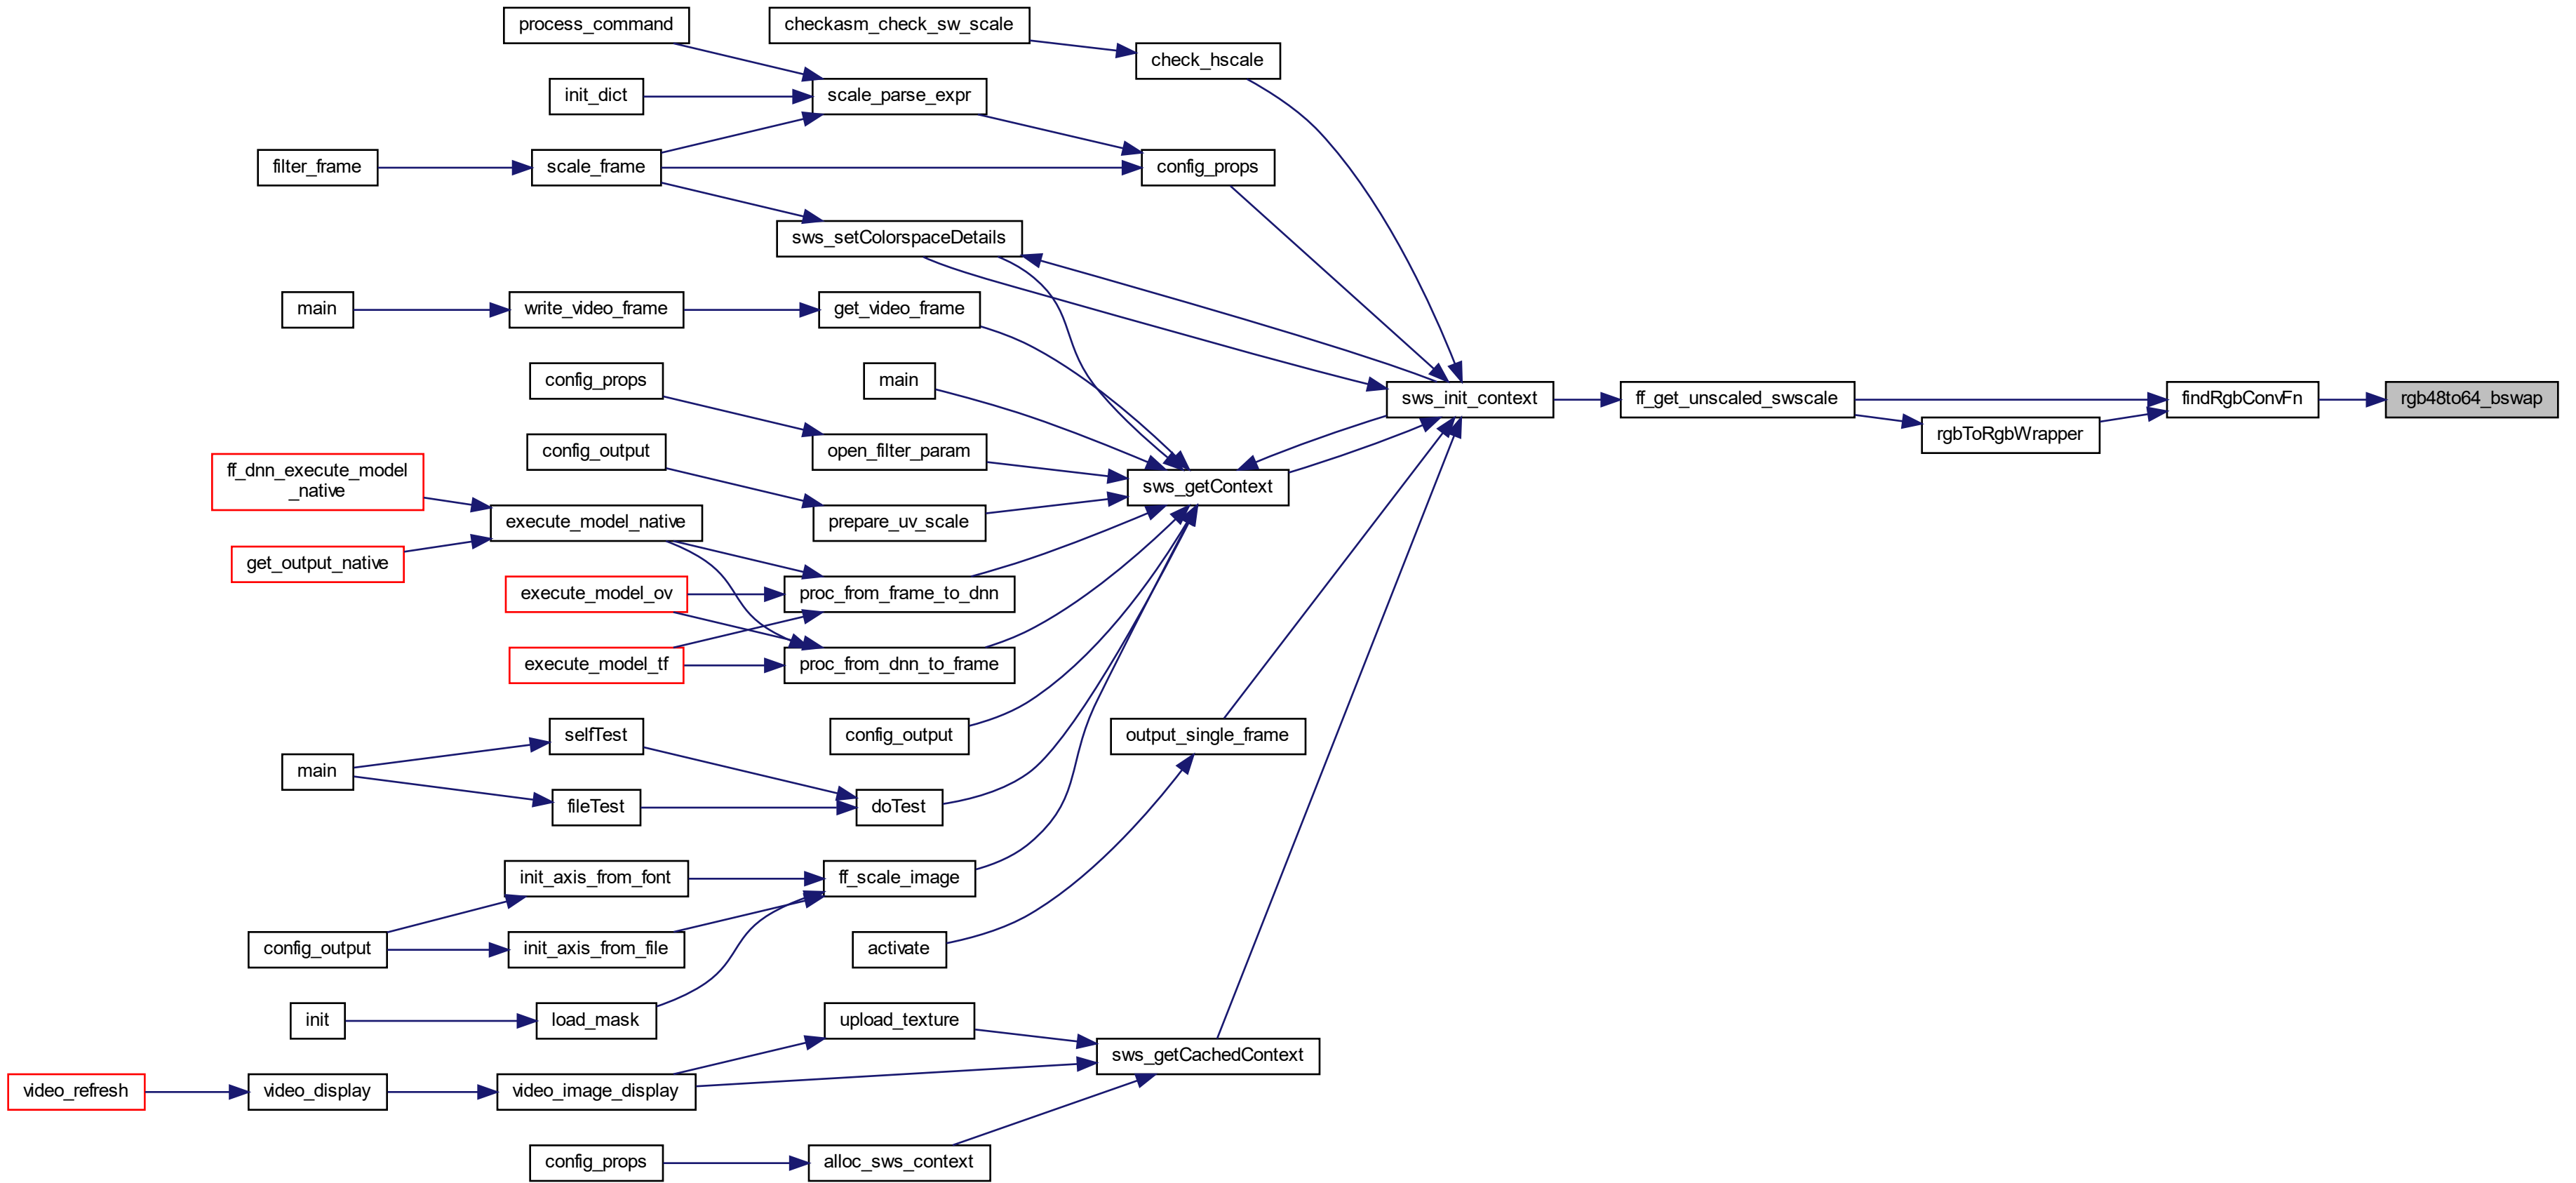 process_command
checkasm_check_sw_scale
check_hscale
init_dict
scale_parse_expr
filter_frame
scale_frame
config_props
sws_setColorspaceDetails
main
write_video_frame
get_video_frame
config_props
main
sws_init_context
ff_get_unscaled_swscale
findRgbConvFn
rgb48to64_bswap
rgbToRgbWrapper
config_output
open_filter_param
ff_dnn_execute_model
_native
sws_getContext
execute_model_native
prepare_uv_scale
get_output_native
execute_model_ov
proc_from_frame_to_dnn
execute_model_tf
proc_from_dnn_to_frame
selfTest
config_output
output_single_frame
main
fileTest
doTest
init_axis_from_font
ff_scale_image
config_output
init_axis_from_file
activate
init
load_mask
upload_texture
sws_getCachedContext
video_refresh
video_display
video_image_display
config_props
alloc_sws_context